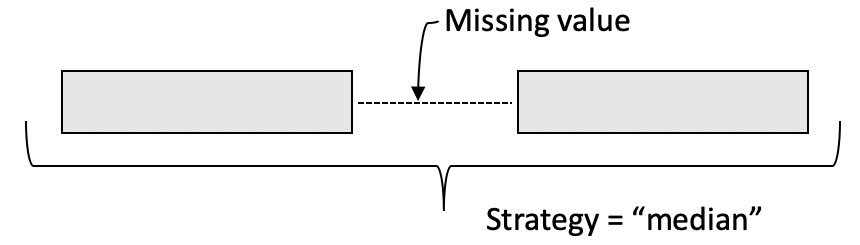 Missing value
Strategy = “median”